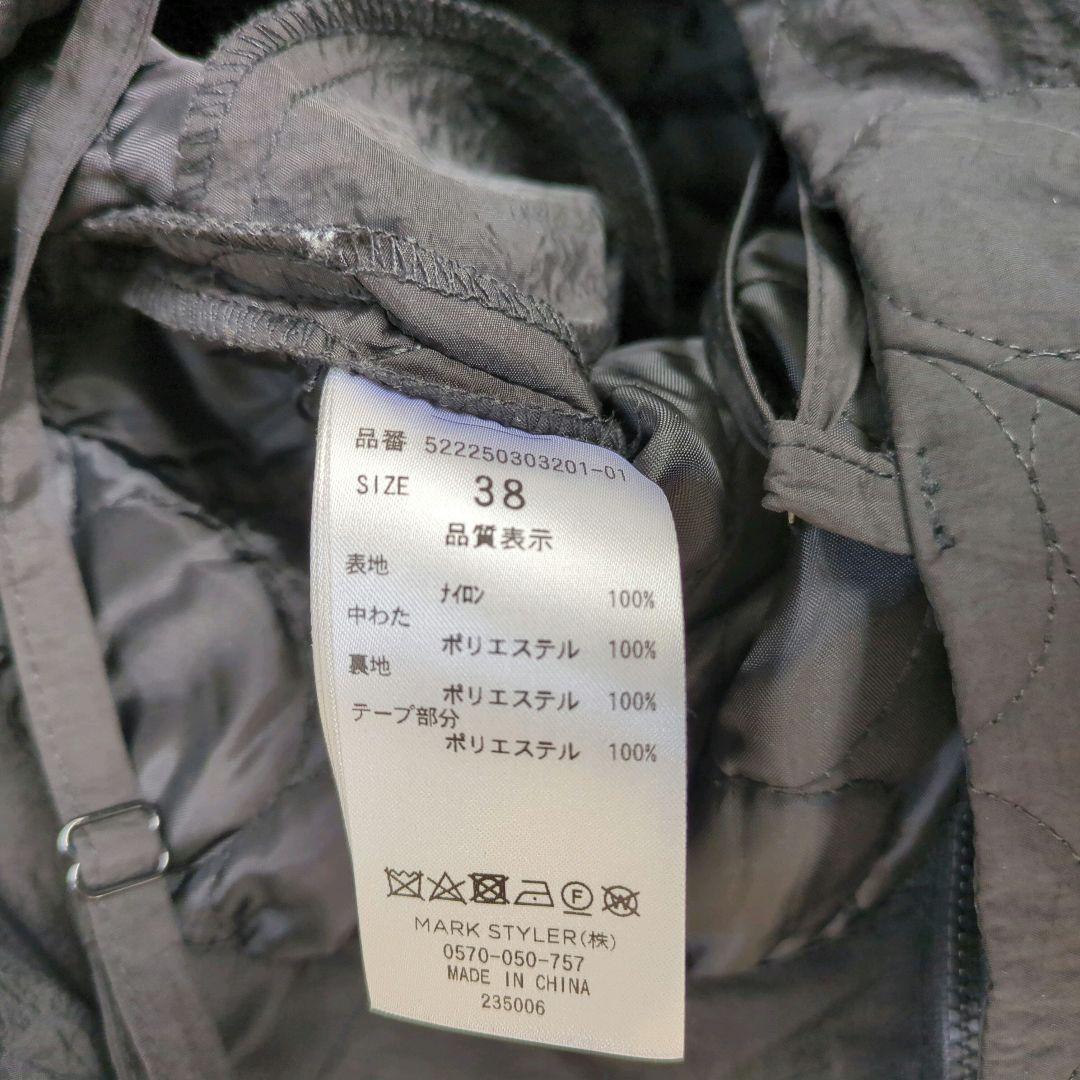 品番 522250303201-01
SIZE 38
品質表示
表地
ナイロン 100%
中わた
ポリエステル 100%
裏地
ポリエステル 100%
テープ部分
ポリエステル 100%
F W
MARK STYLER(株)
0570-050-757
MADE IN CHINA
235006